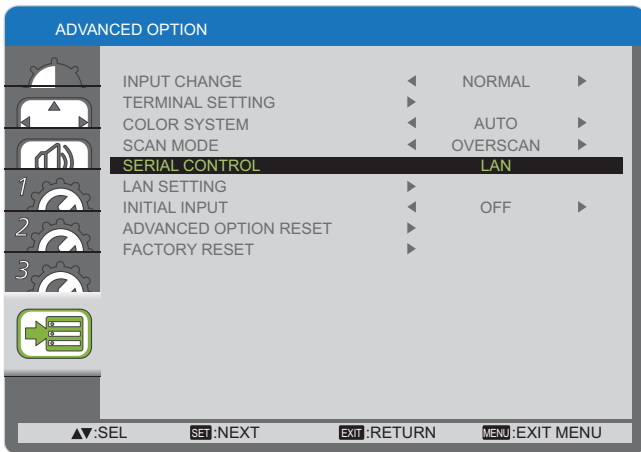 ADVANCED OPTION
INPUT CHANGE NORMAL
TERMINAL SETTING
COLOR SYSTEM AUTO
SCAN MODE OVERSCAN
SERIAL CONTROL LAN
1 LAN SETTING
INITIAL INPUT OFF
2 ADVANCED OPTION RESET
FACTORY RESET
3
:SEL SET:NEXT EXIT:RETURN MENU:EXIT MENU